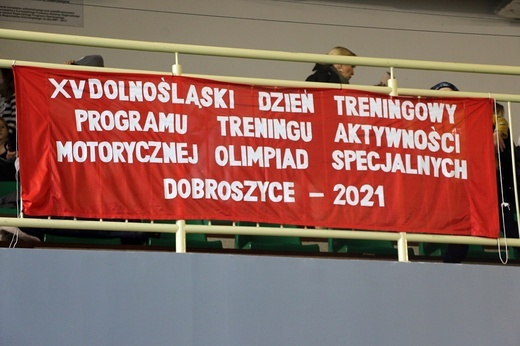 XV DOLNOŚLĄSKI DZIEŃ TRENINGOWY
PROGRAMU TRENINGU AKTYWNOŚCI
MOTORYCZNEJ OLIMPIAD SPECJALNYCH
DOBROSZYCE - 2021